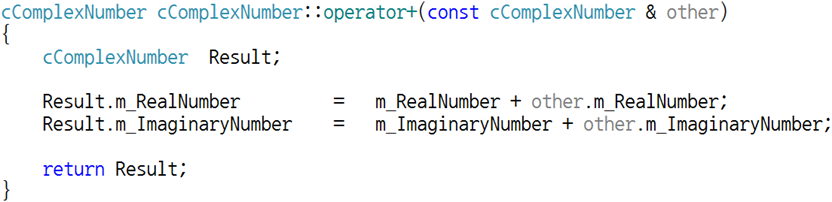 cComplexNumber cComplexNumber::operator+(const cComplexNumber & other)
{
    cComplexNumber  Result;

    Result.m_RealNumber         =   m_RealNumber + other.m_RealNumber;
    Result.m_ImaginaryNumber    =   m_ImaginaryNumber + other.m_ImaginaryNumber;

    return Result;
}